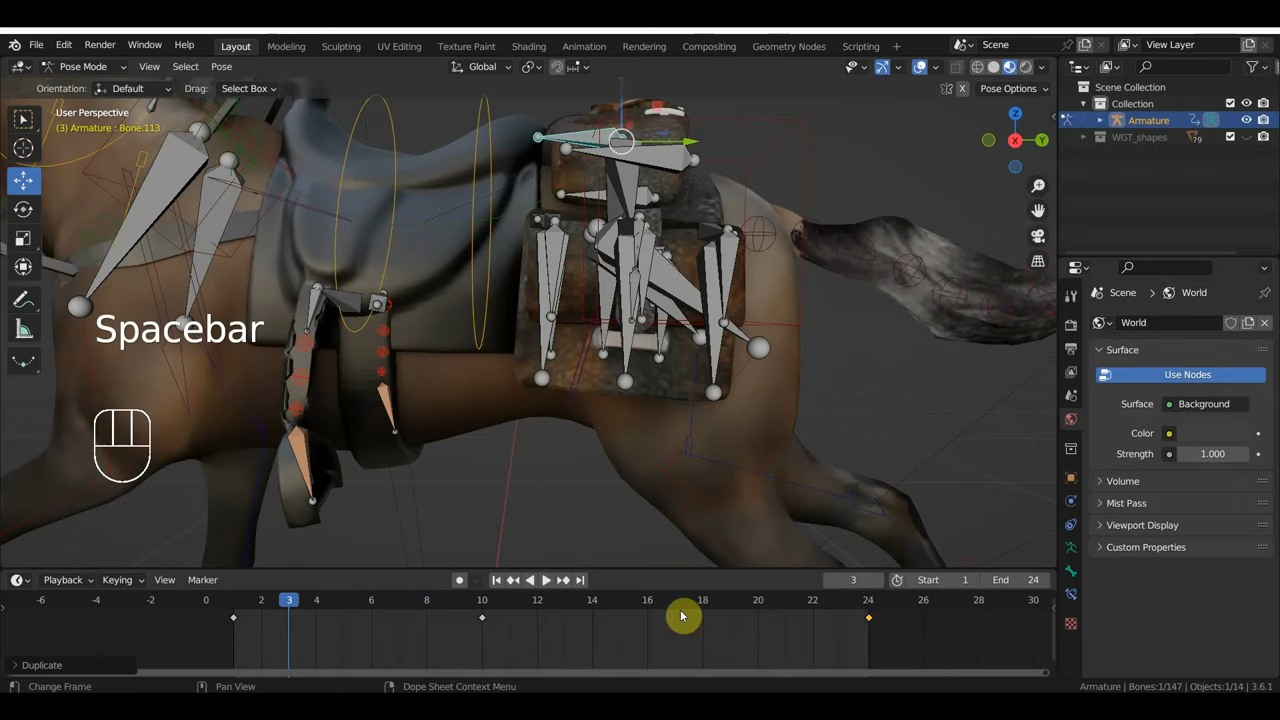 File Edit Render Window Help Layout Modeling Sculpting UV Editing Texture Paint Shading Animation Rendering Compositing Geometry Nodes Scripting + Scene View Layer
Pose Mode View Select Pose Global
Orientation: Default Drag: Select Box X Pose Options
User Perspective
(3) Armature : Bone.113
Z
Y
X
Spacebar
Scene Collection
Collection
Armature
WGT_shapes 79
Scene World
World
Surface
Use Nodes
Surface Background
Color
Strength 1.000
Volume
Mist Pass
Viewport Display
Custom Properties
Playback Keying View Marker 3 Start 1 End 24
-6 -4 -2 0 2 3 4 6 8 10 12 14 16 18 20 22 24 26 28 30
Duplicate
Change Frame Pan View Dope Sheet Context Menu Armature | Bones:1/147 | Objects:1/14 | 3.6.1